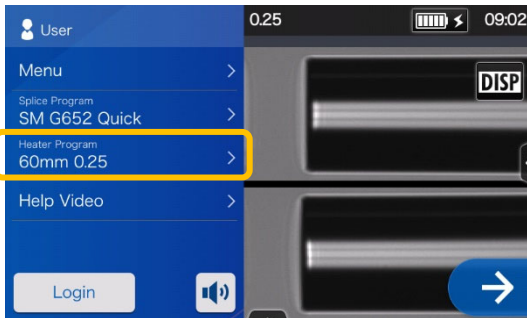 User
0.25
09:02
Menu
Splice Program
SM G652 Quick
Heater Program
60mm 0.25
Help Video
Login
DISP